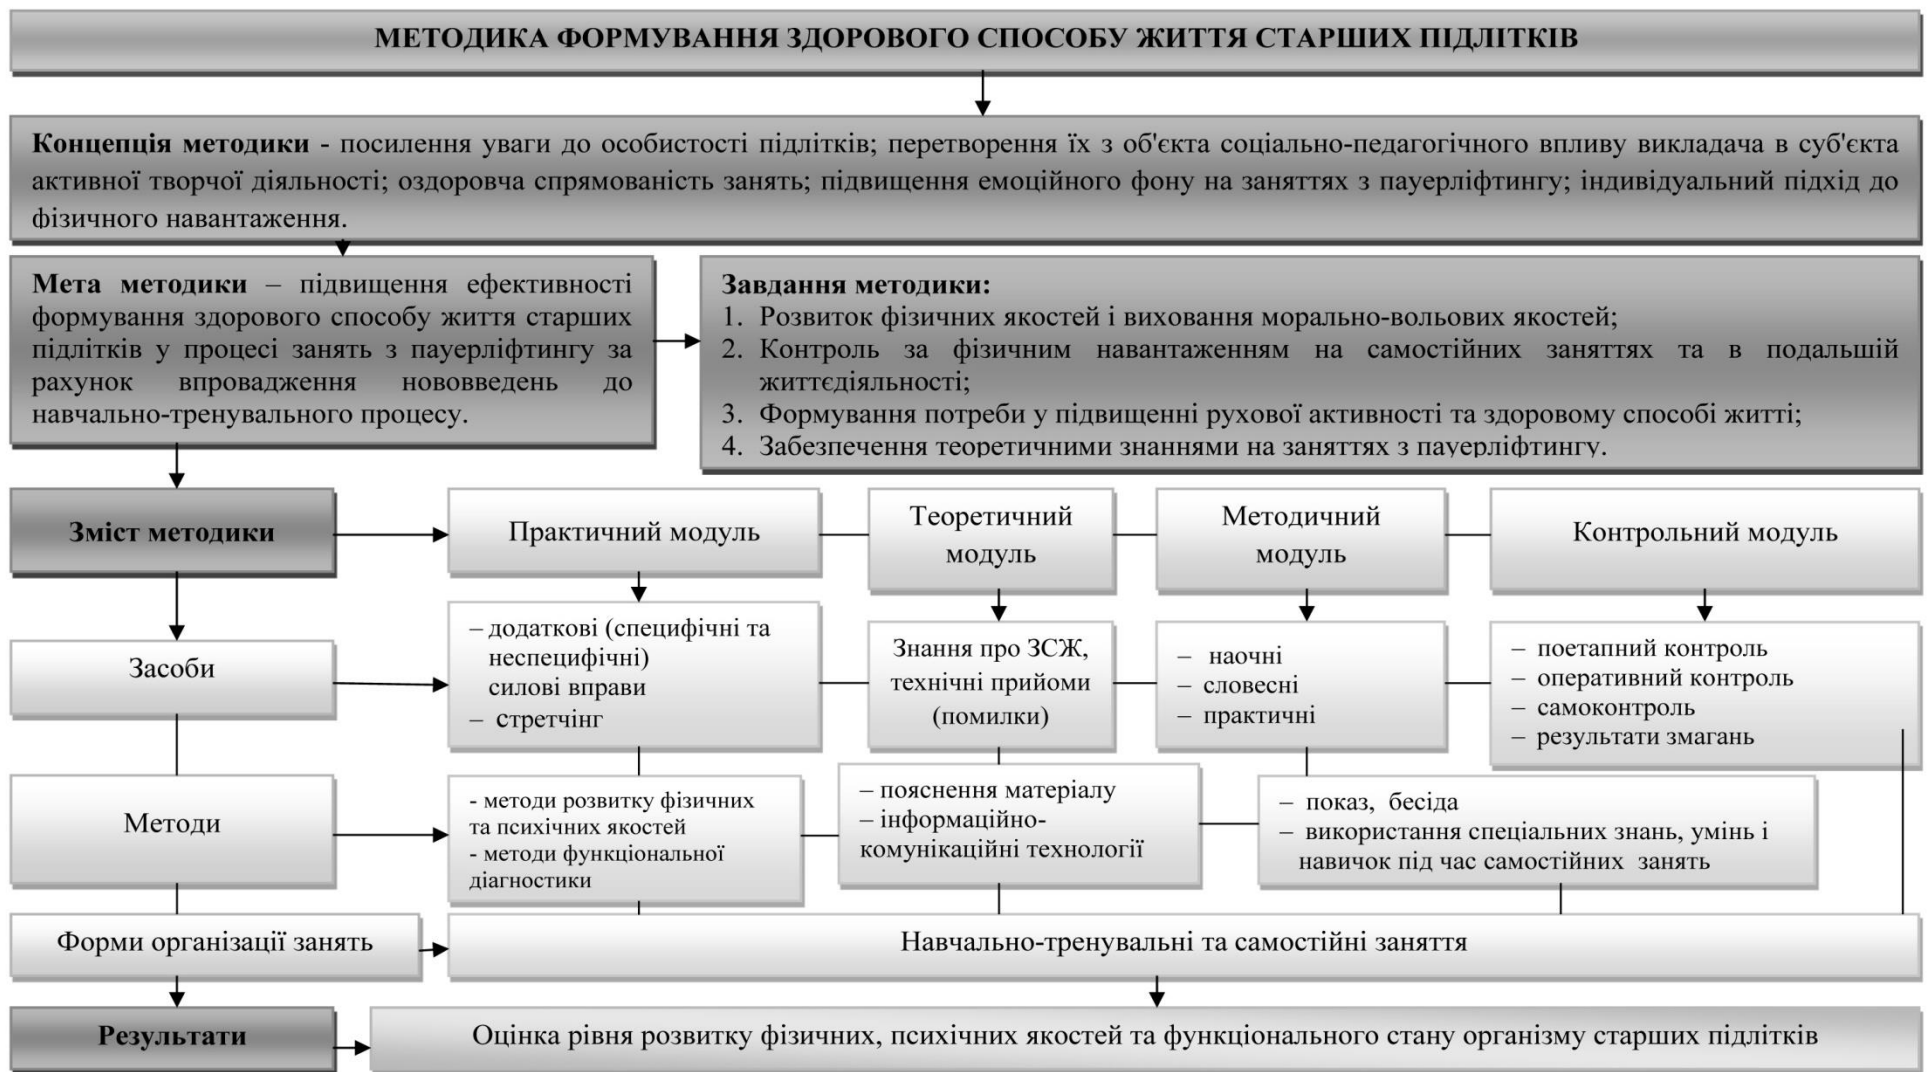 МЕТОДИКА ФОРМУВАННЯ ЗДОРОВОГО СПОСОБУ ЖИТТЯ СТАРШИХ ПІДЛІТКІВ
Концепція методики - посилення уваги до особистості підлітків; перетворення їх з об'єкта соціально-педагогічного впливу викладача в суб'єкта
активної творчої діяльності; оздоровча спрямованість занять; підвищення емоційного фону на заняттях з пауерліфтингу; індивідуальний підхід до
фізичного навантаження.
Мета методики – підвищення ефективності
формування здорового способу життя старших
підлітків у процесі занять з пауерліфтингу за
рахунок впровадження нововведень до
навчально-тренувального процесу.
Завдання методики:
1. Розвиток фізичних якостей і виховання морально-вольових якостей;
2. Контроль за фізичним навантаженням на самостійних заняттях та в подальшій
життєдіяльності;
3. Формування потреби у підвищенні рухової активності та здоровому способі житті;
4. Забезпечення теоретичними знаннями на заняттях з пауерліфтингу.
Зміст методики
Практичний модуль
Теоретичний
модуль
Методичний
модуль
Контрольний модуль
Засоби
– додаткові (специфічні та
неспецифічні)
силові вправи
– стретчінг
Знання про ЗСЖ,
технічні прийоми
(помилки)
– наочні
– словесні
– практичні
– поетапний контроль
– оперативний контроль
– самоконтроль
– результати змагань
Методи
- методи розвитку фізичних
та психічних якостей
- методи функціональної
діагностики
– пояснення матеріалу
– інформаційно-
комунікаційні технології
– показ, бесіда
– використання спеціальних знань, умінь і
навичок під час самостійних занять
Форми організації занять
Навчально-тренувальні та самостійні заняття
Результати
Оцінка рівня розвитку фізичних, психічних якостей та функціонального стану організму старших підлітків